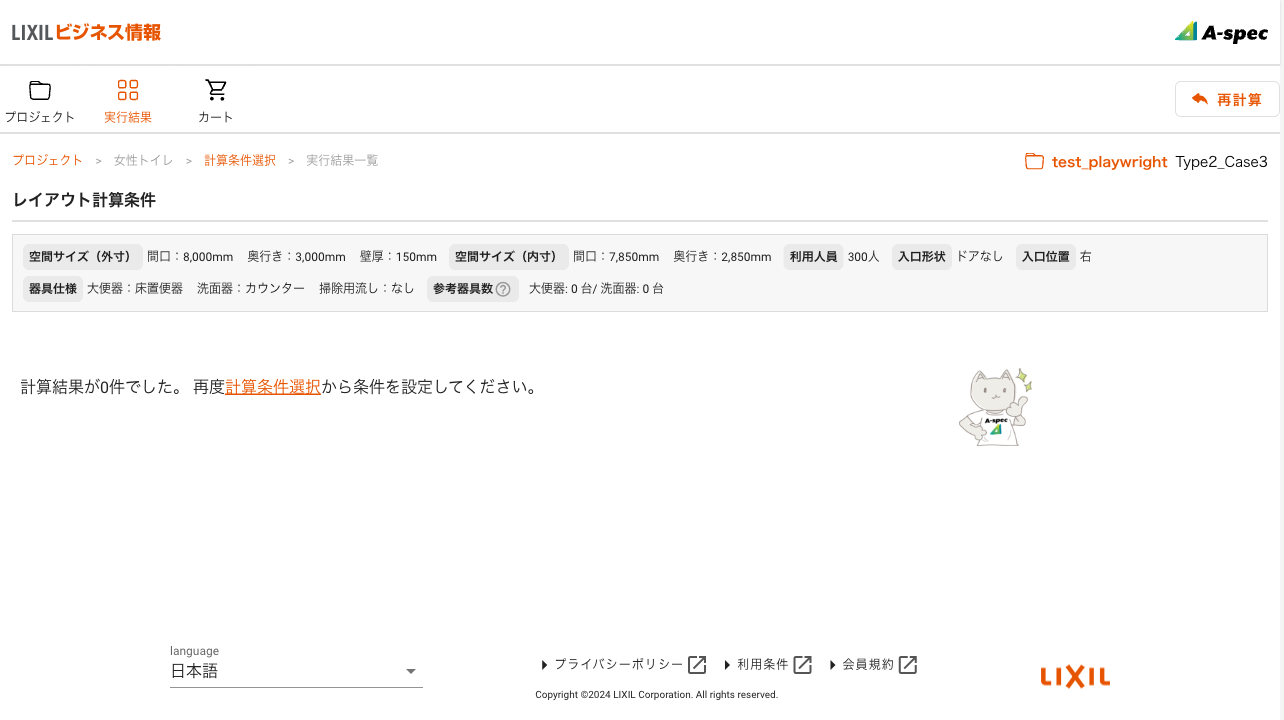 LIXILビジネス情報
A-spec
プロジェクト 実行結果 カート
再計算
プロジェクト > 女性トイレ > 計算条件選択 > 実行結果一覧
test_playwright Type2_Case3
レイアウト計算条件
空間サイズ（外寸） 間口：8,000mm 奥行き：3,000mm 壁厚：150mm 空間サイズ（内寸） 間口：7,850mm 奥行き：2,850mm 利用人員 300人 入口形状 ドアなし 入口位置 右
器具仕様 大便器：床置便器 洗面器：カウンター 掃除用流し：なし 参考器具数 ? 大便器: 0 台/ 洗面器: 0 台
計算結果が0件でした。 再度計算条件選択から条件を設定してください。
A-spec
language
日本語
プライバシーポリシー 利用条件 会員規約
Copyright ©2024 LIXIL Corporation. All rights reserved.
LIXIL